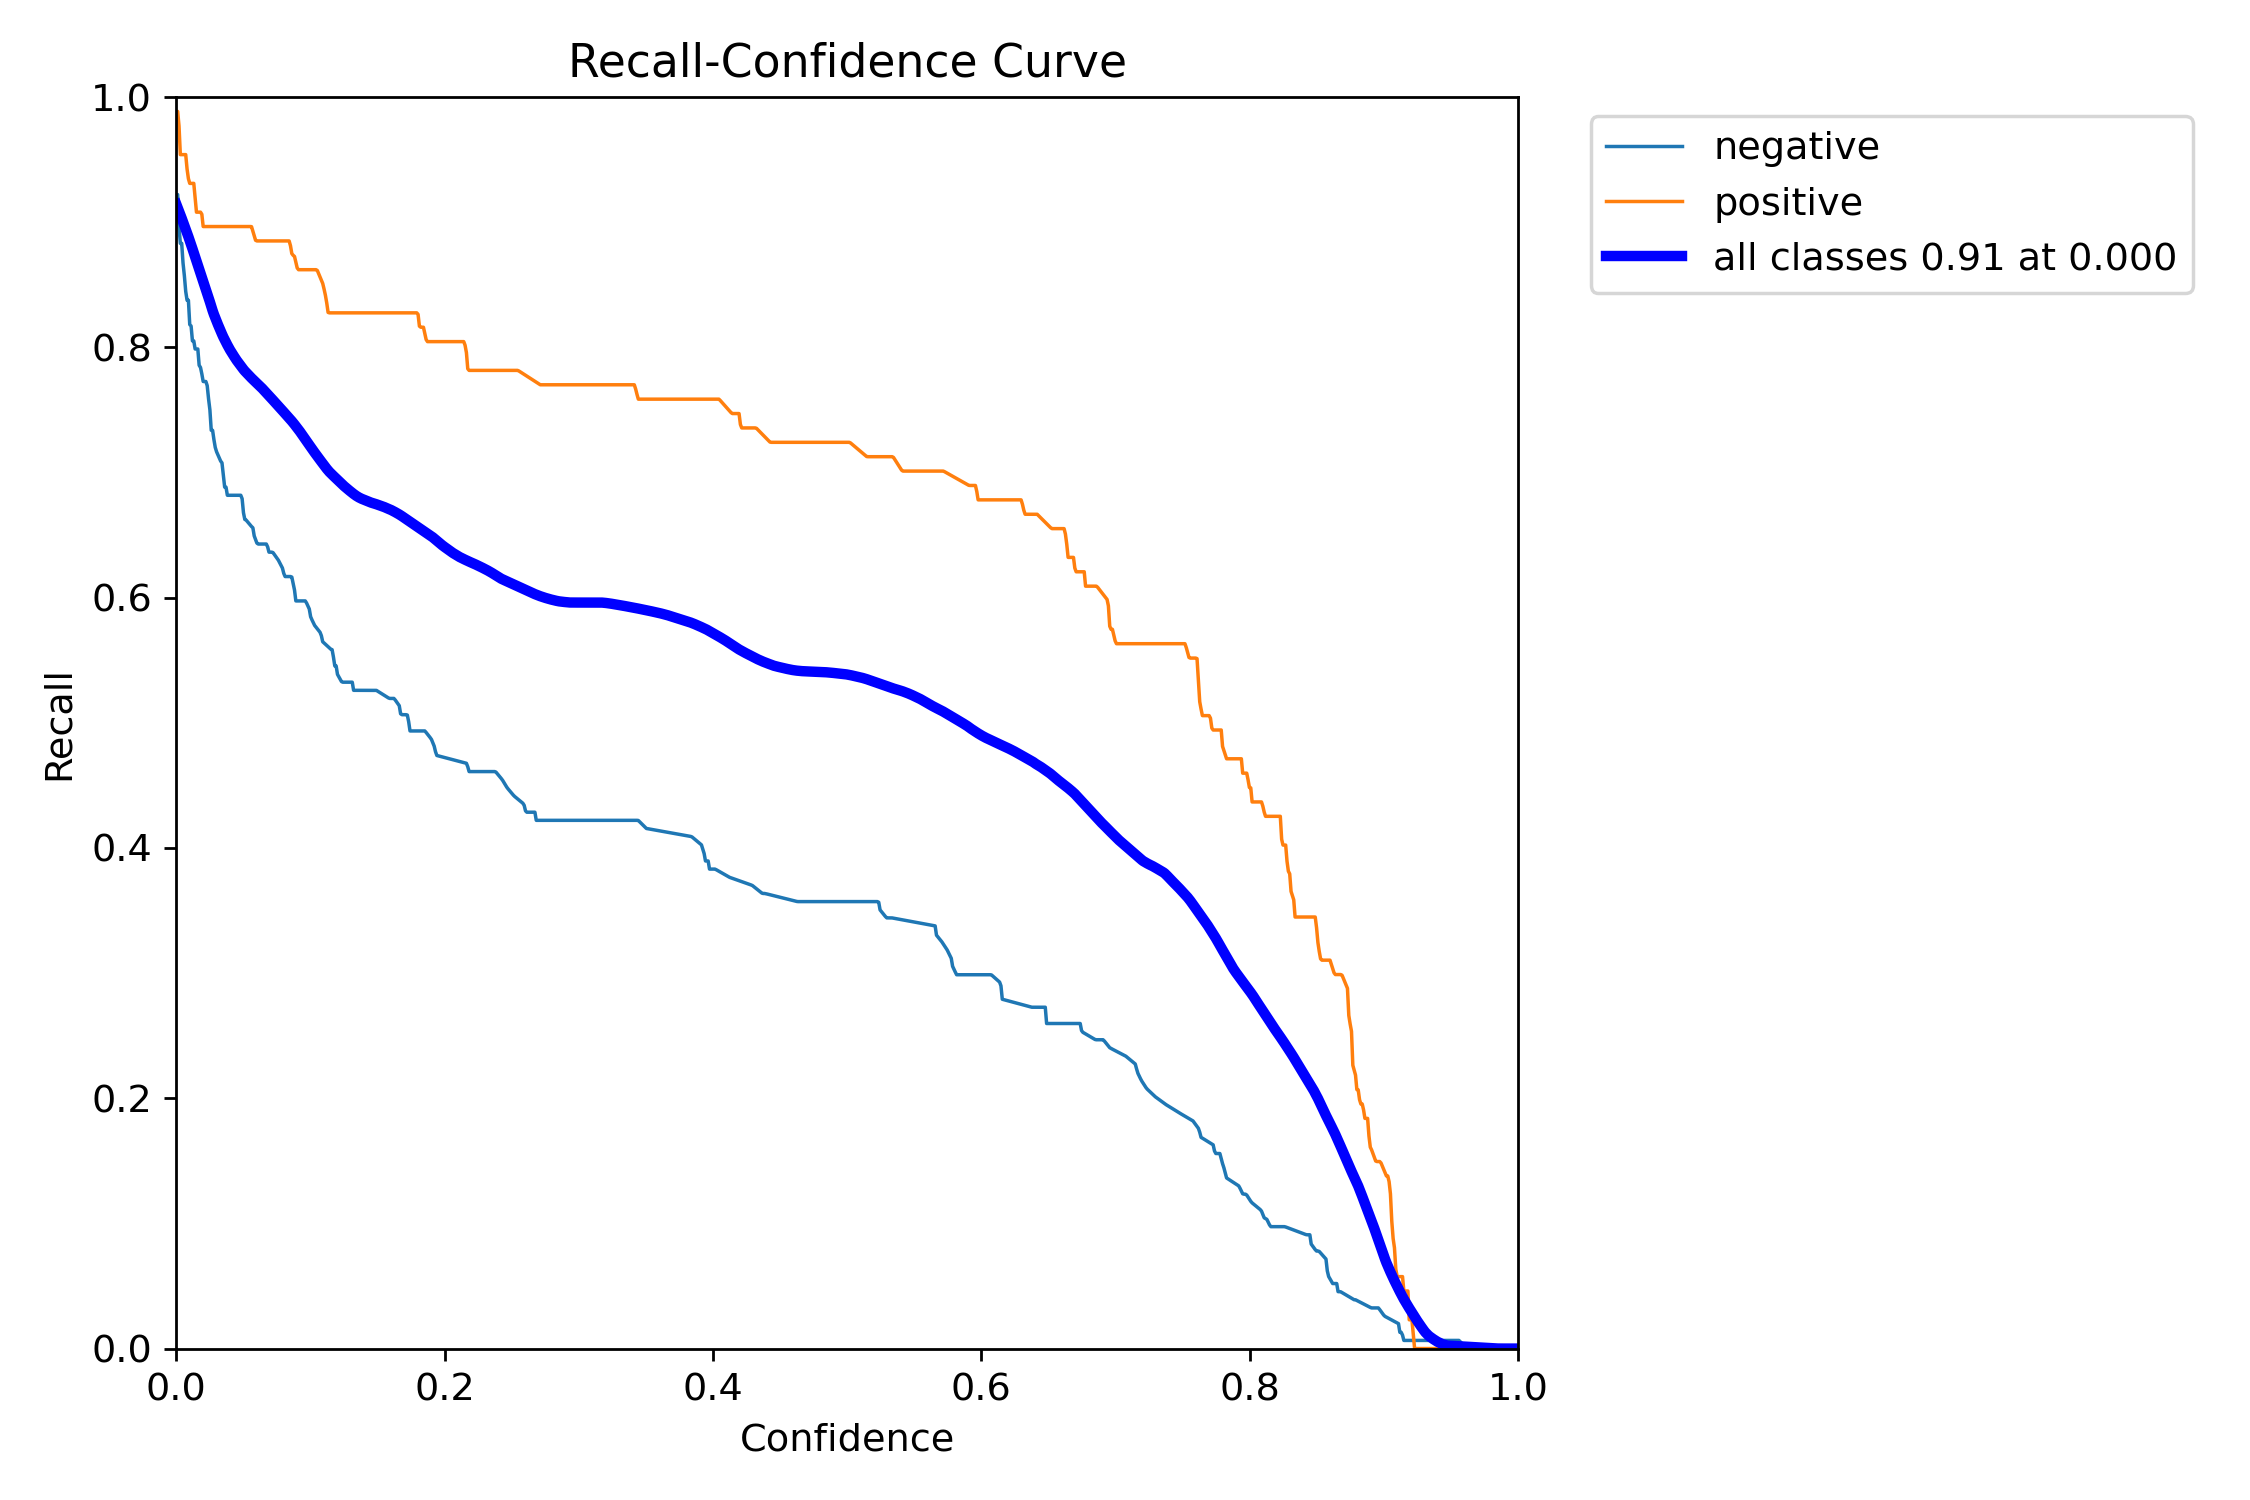 Recall-Confidence Curve
negative
positive
all classes 0.91 at 0.000
1.0
0.8
0.6
0.4
0.2
0.0
Recall
0.0 0.2 0.4 0.6 0.8 1.0
Confidence